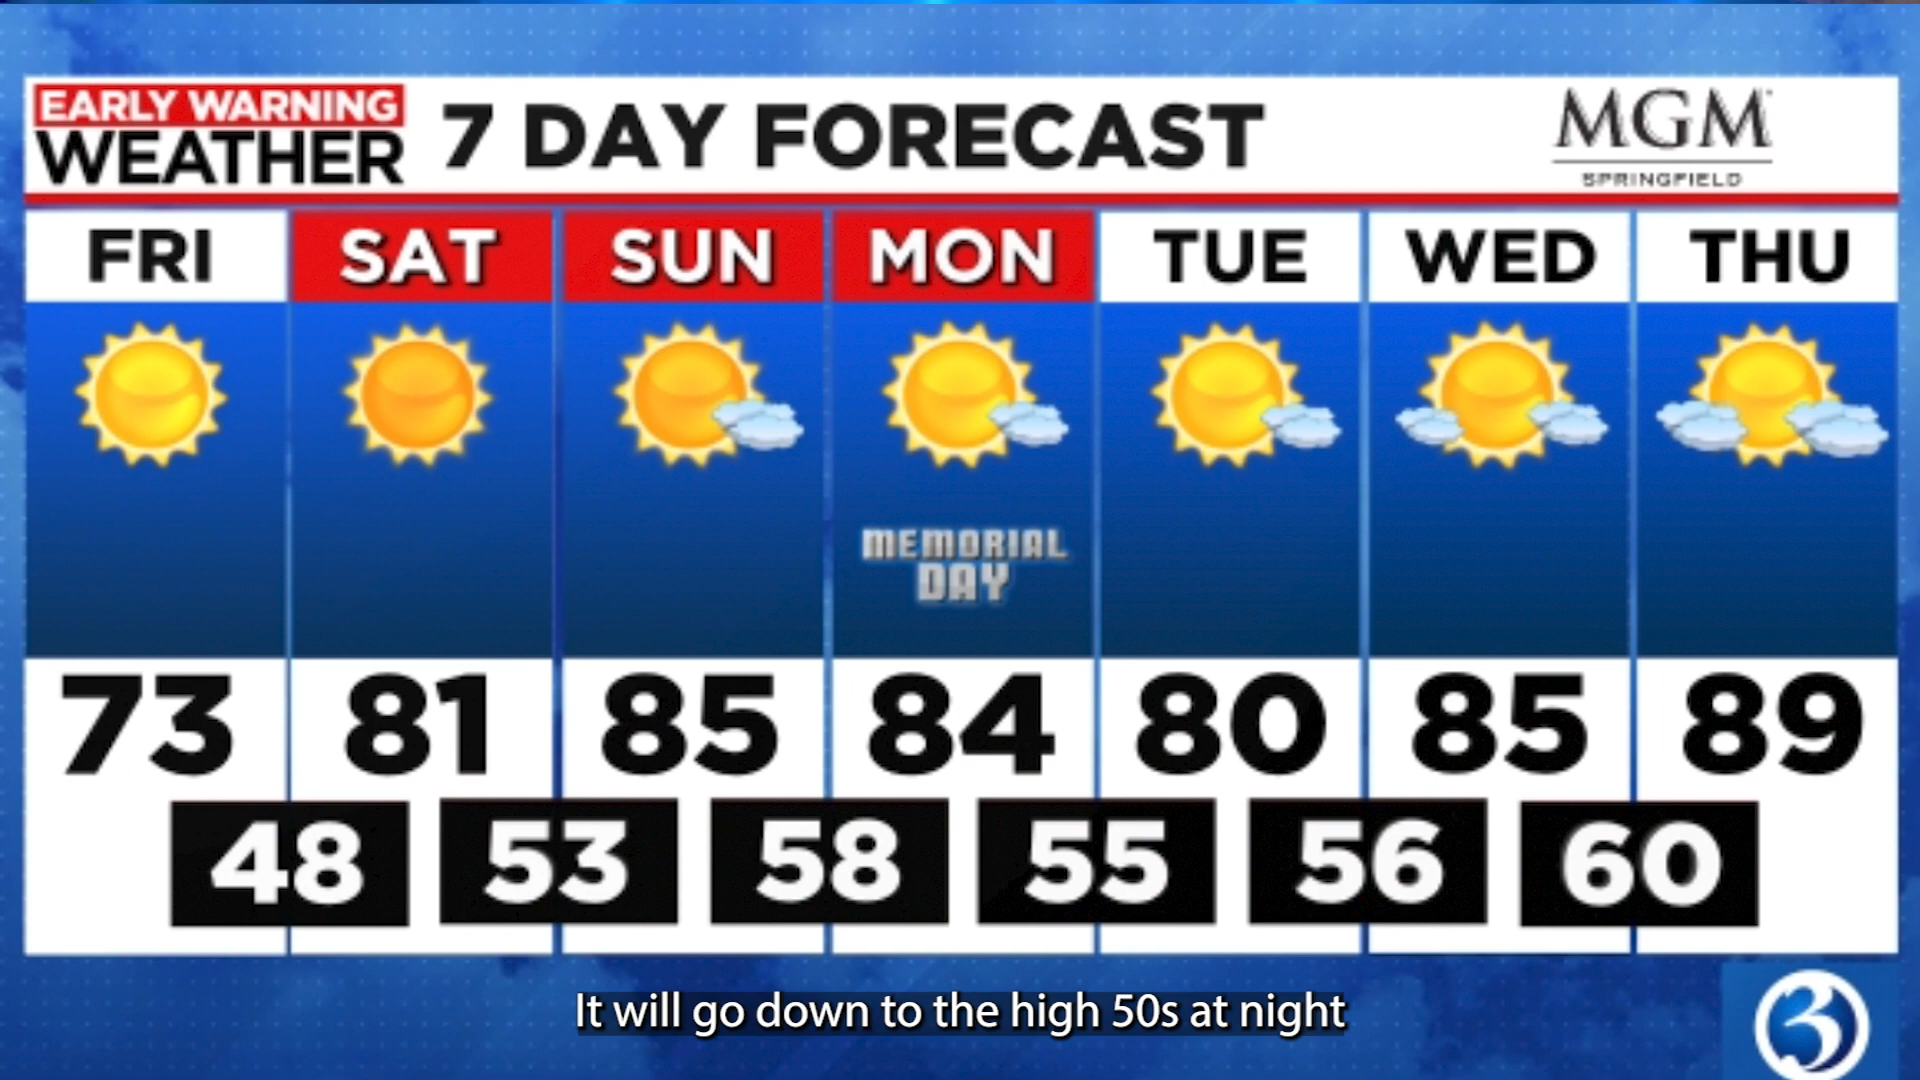 EARLY WARNING
WEATHER
7 DAY FORECAST
MGM
SPRINGFIELD
FRI SAT SUN MON TUE WED THU
MEMORIAL
DAY
73 81 85 84 80 85 89
48 53 58 55 56 60
It will go down to the high 50s at night
3